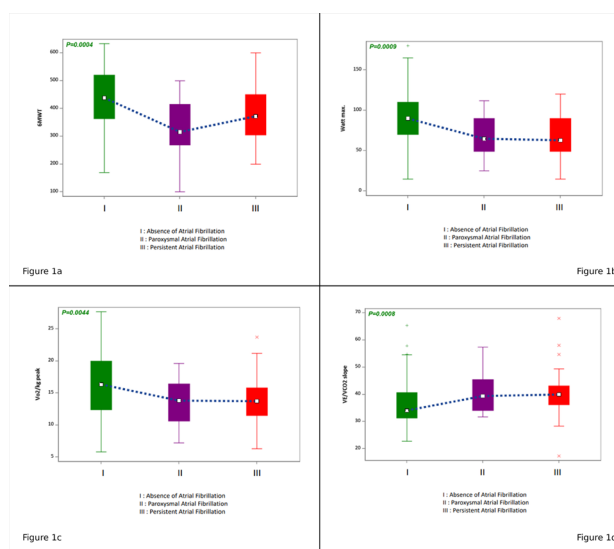 P=0.0004
600
500
400
300
200
100
6MWT
I II III
I : Absence of Atrial Fibrillation
II : Paroxysmal Atrial Fibrillation
III : Persistent Atrial Fibrillation
Figure 1a
P=0.0009
150
100
50
0
Watt max.
I II III
I : Absence of Atrial Fibrillation
II : Paroxysmal Atrial Fibrillation
III : Persistent Atrial Fibrillation
Figure 1b
P=0.0044
25
20
15
10
5
Vo2/kg peak
I II III
I : Absence of Atrial Fibrillation
II : Paroxysmal Atrial Fibrillation
III : Persistent Atrial Fibrillation
Figure 1c
P=0.0008
70
60
50
40
30
20
VE/VCO2 slope
I II III
I : Absence of Atrial Fibrillation
II : Paroxysmal Atrial Fibrillation
III : Persistent Atrial Fibrillation
Figure 1d